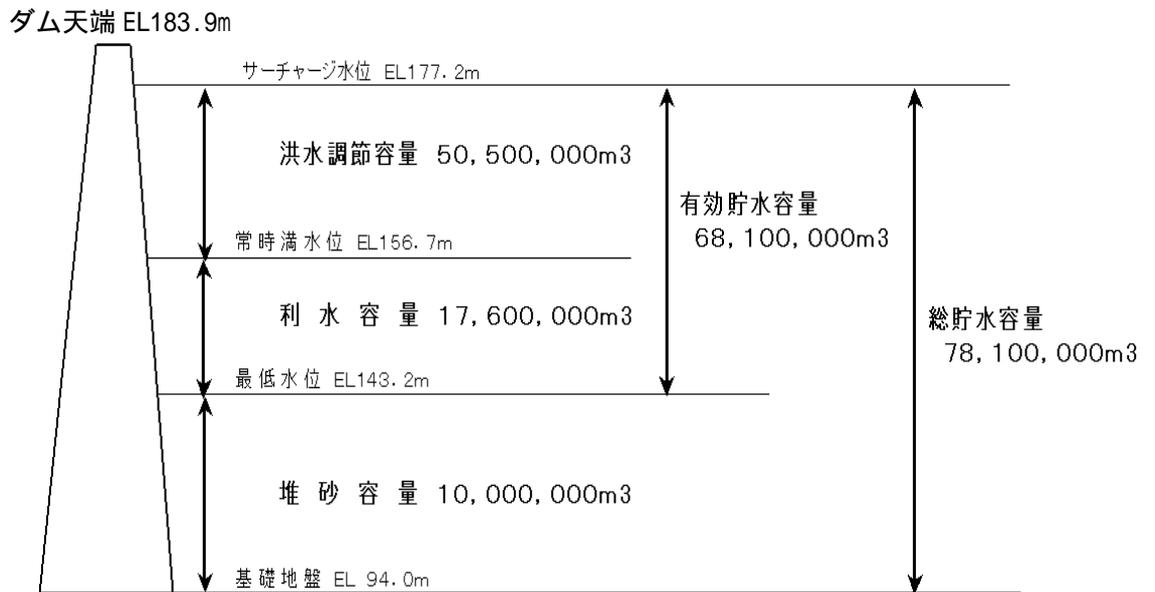 ダム天端 EL183.9m
サーチャージ水位 EL177.2m
洪水調節容量 50,500,000m3
有効貯水容量
68,100,000m3
常時満水位 EL156.7m
利水容量 17,600,000m3
総貯水容量
78,100,000m3
最低水位 EL143.2m
堆砂容量 10,000,000m3
基礎地盤 EL 94.0m